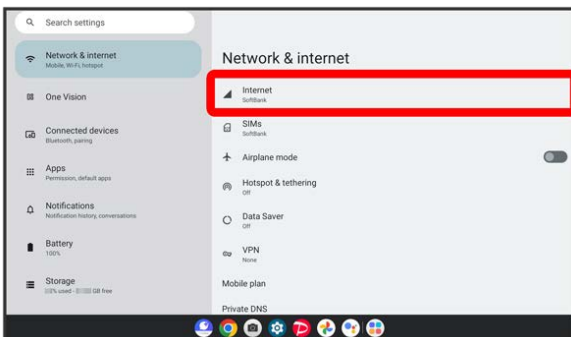 Search settings
Network & internet
Mobile, Wi-Fi, hotspot
One Vision
Connected devices
Bluetooth, pairing
Apps
Permission, default apps
Notifications
Notification history, conversations
Battery
100%
Storage
% used - GB free
Network & internet
Internet
SoftBank
SIMs
SoftBank
Airplane mode
Hotspot & tethering
Off
Data Saver
Off
VPN
None
Mobile plan
Private DNS